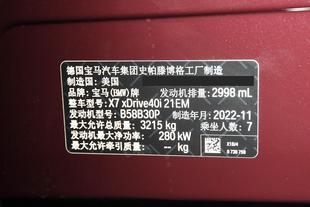 德国宝马汽车集团史帕滕博格工厂制造
制造国：美国
品牌：宝马(BMW)牌 发动机排量：2998 mL
整车型号：X7 xDrive40i 21EM
发动机型号：B58B30P 制造年月：2022-11
最大允许总质量：3215 kg 乘坐人数：7
发动机最大净功率：280 kW
最大允许牵引质量：-- kg